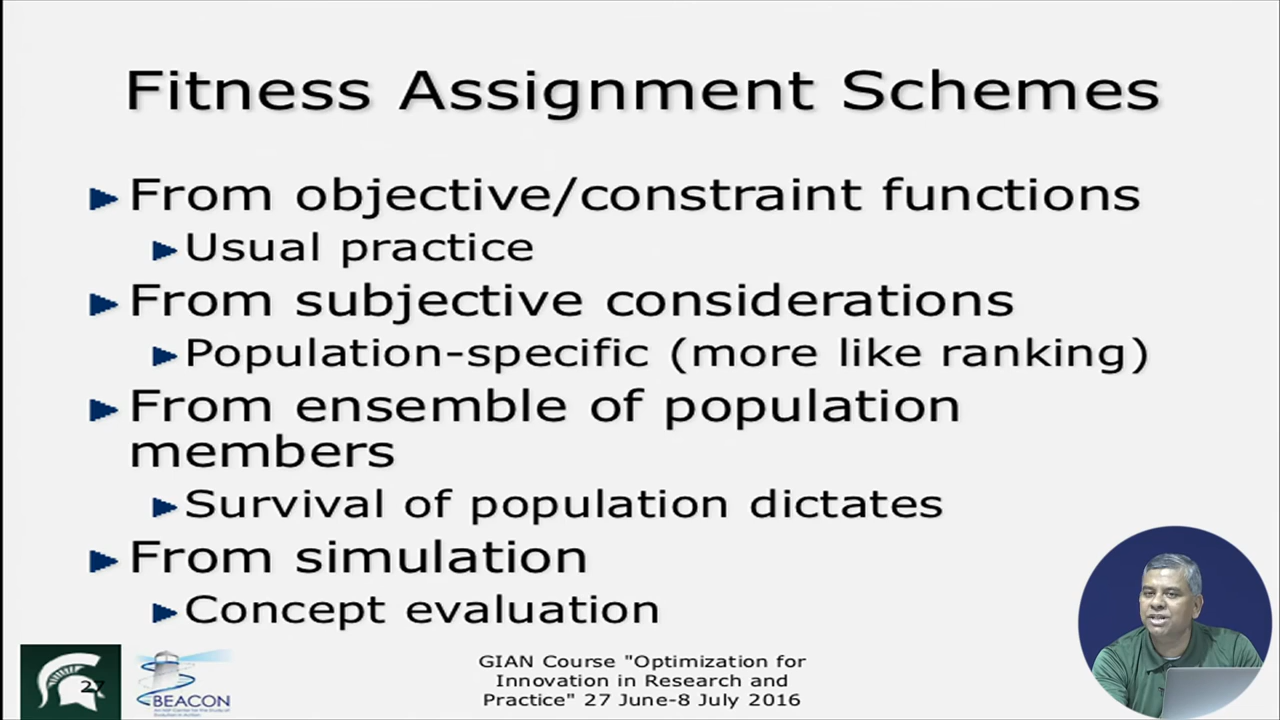 Fitness Assignment Schemes
From objective/constraint functions
Usual practice
From subjective considerations
Population-specific (more like ranking)
From ensemble of population
members
Survival of population dictates
From simulation
Concept evaluation
27
BEACON
GIAN Course "Optimization for
Innovation in Research and
Practice" 27 June-8 July 2016